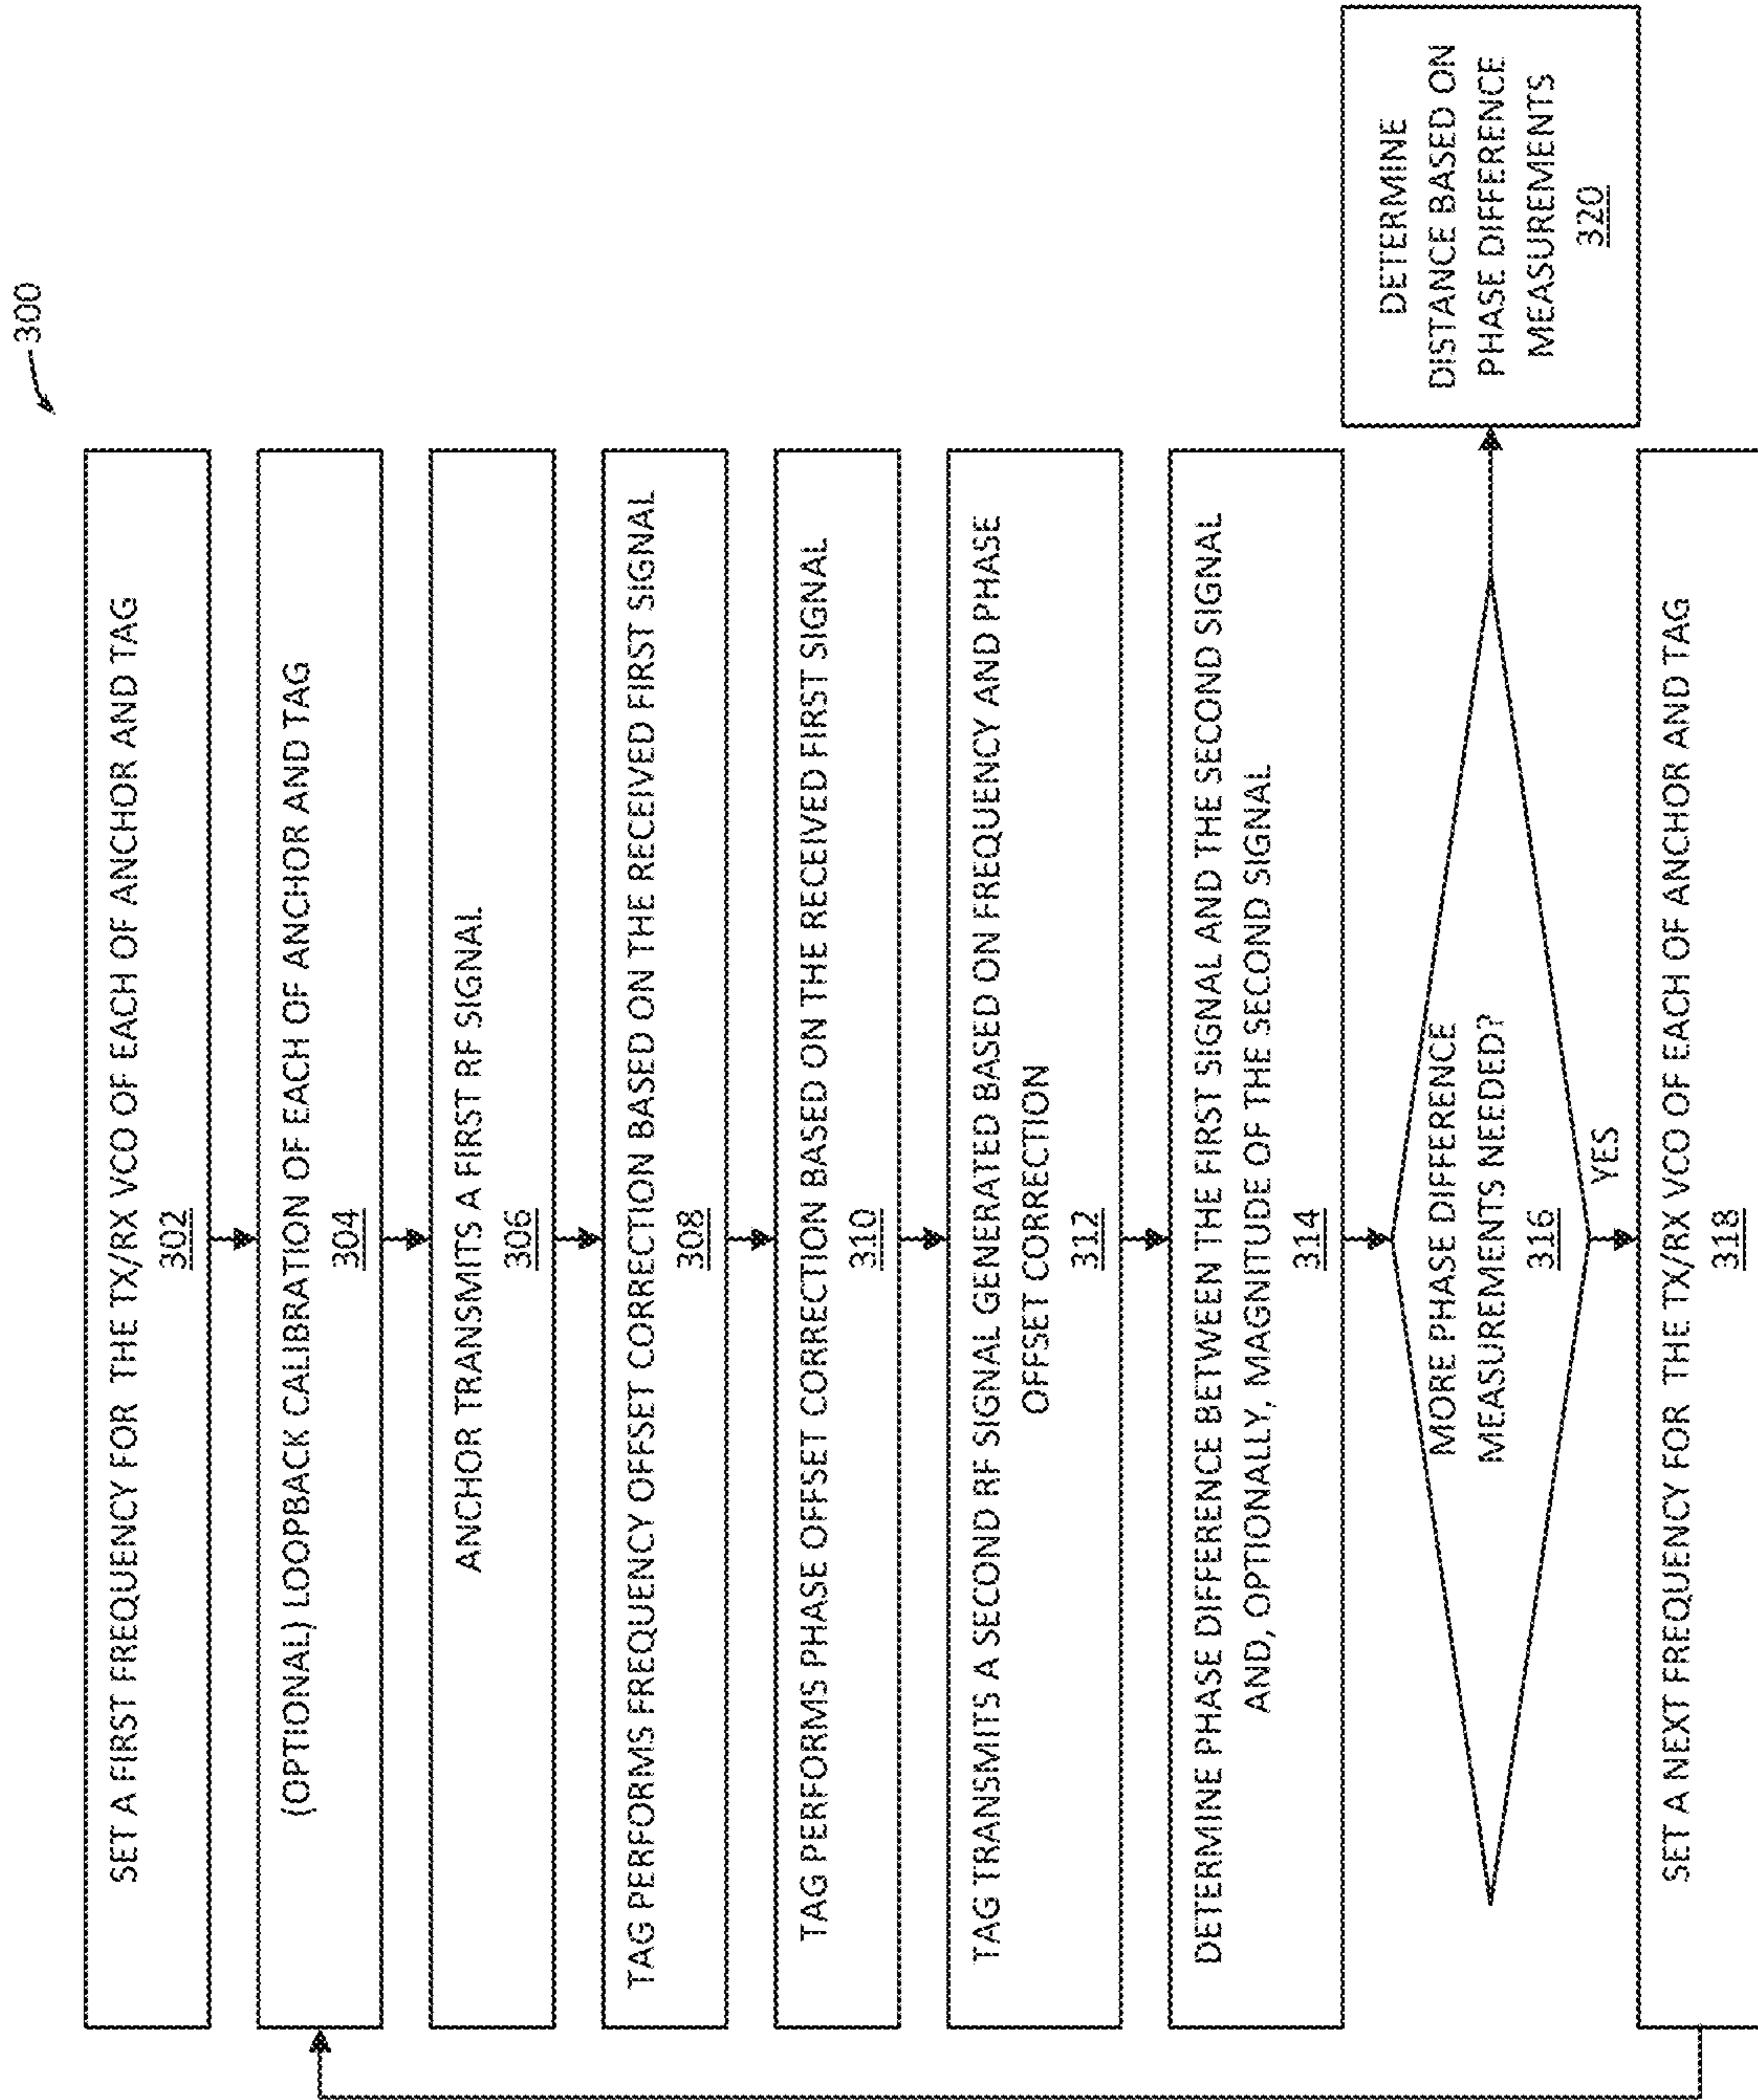 300
SET A FIRST FREQUENCY FOR THE TX/RX VCO OF EACH OF ANCHOR AND TAG
302
(OPTIONAL) LOOPBACK CALIBRATION OF EACH OF ANCHOR AND TAG
304
ANCHOR TRANSMITS A FIRST RF SIGNAL
306
TAG PERFORMS FREQUENCY OFFSET CORRECTION BASED ON THE RECEIVED FIRST SIGNAL
308
TAG PERFORMS PHASE OFFSET CORRECTION BASED ON THE RECEIVED FIRST SIGNAL
310
TAG TRANSMITS A SECOND RF SIGNAL GENERATED BASED ON FREQUENCY AND PHASE
OFFSET CORRECTION
312
DETERMINE PHASE DIFFERENCE BETWEEN THE FIRST SIGNAL AND THE SECOND SIGNAL
AND, OPTIONALLY, MAGNITUDE OF THE SECOND SIGNAL
314
MORE PHASE DIFFERENCE
MEASUREMENTS NEEDED?
316
YES
SET A NEXT FREQUENCY FOR THE TX/RX VCO OF EACH OF ANCHOR AND TAG
318
DETERMINE
DISTANCE BASED ON
PHASE DIFFERENCE
MEASUREMENTS
320